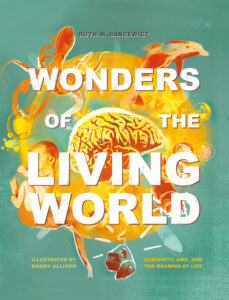 RUTH M. BANCEWICZ
WONDERS
OF THE
LIVING
WORLD
ILLUSTRATED BY
DANNY ALLISON
CURIOSITY, AWE, AND
THE MEANING OF LIFE